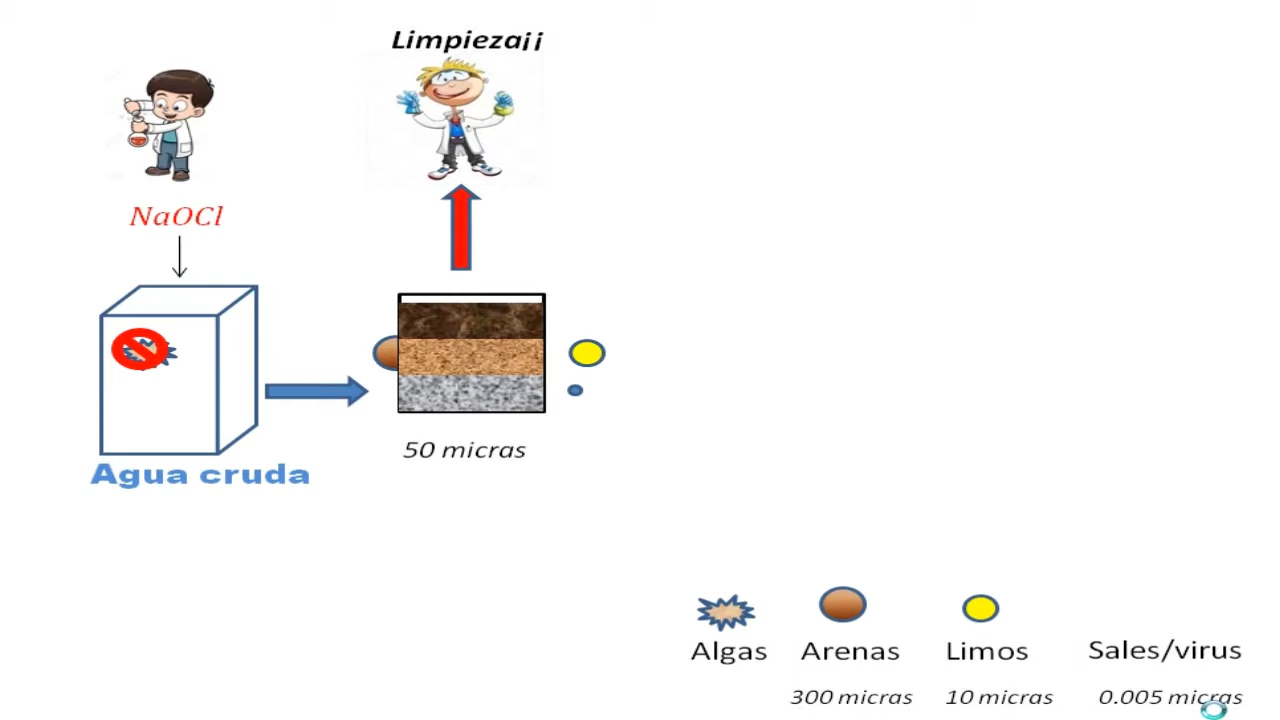 Limpieza¡¡
NaOCl
50 micras
Agua cruda
Algas
Arenas
Limos
Sales/virus
300 micras
10 micras
0.005 micras